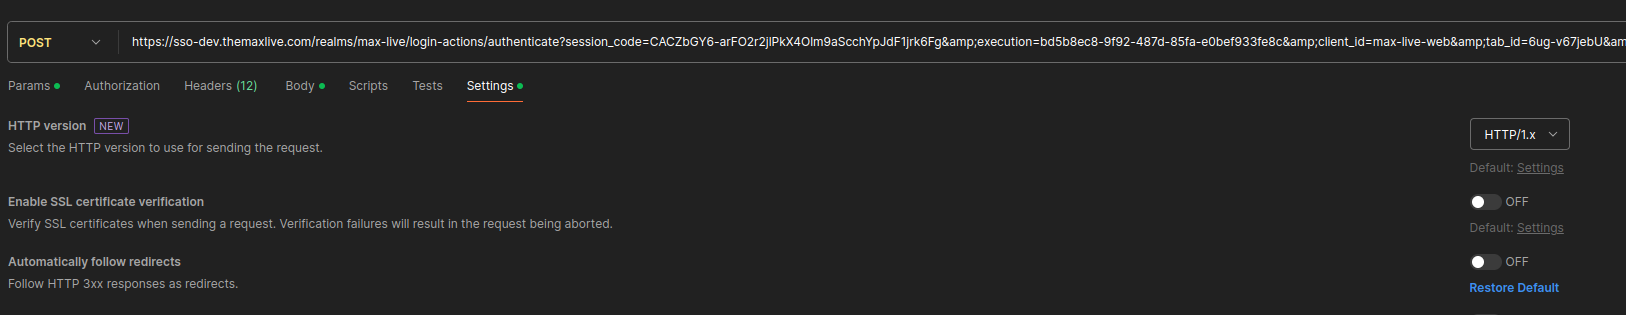 POST https://sso-dev.themaxlive.com/realms/max-live/login-actions/authenticate?session_code=CACZbGY6-arFO2r2jlPkX4Olm9aScchYpJdF1jrk6Fg&amp;execution=bd5b8ec8-9f92-487d-85fa-e0bef933fe8c&amp;client_id=max-live-web&amp;tab_id=6ug-v67jebU&am
Params Authorization Headers (12) Body Scripts Tests Settings
HTTP version NEW
Select the HTTP version to use for sending the request.
HTTP/1.x
Default: Settings
Enable SSL certificate verification
Verify SSL certificates when sending a request. Verification failures will result in the request being aborted.
OFF
Default: Settings
Automatically follow redirects
Follow HTTP 3xx responses as redirects.
OFF
Restore Default